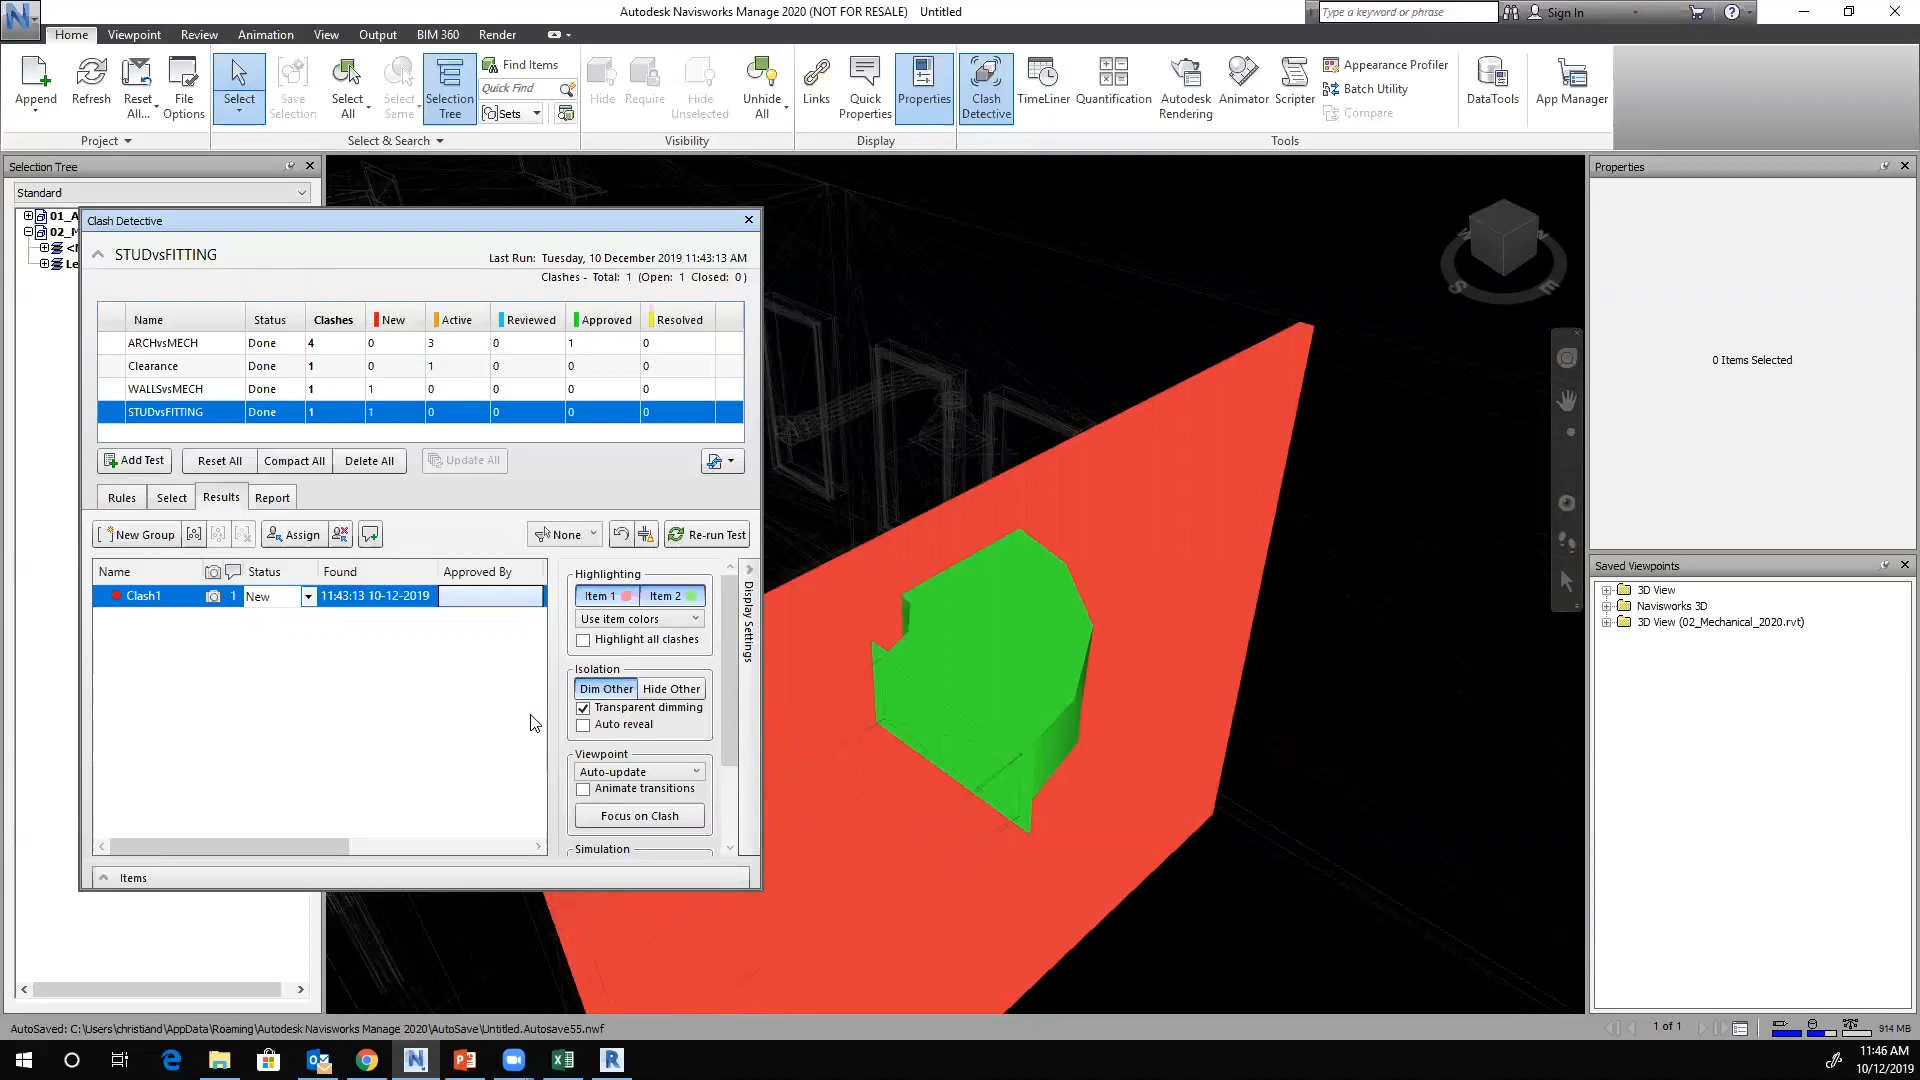 Autodesk Navisworks Manage 2020 (NOT FOR RESALE) Untitled
Type a keyword or phrase
Sign In
Home Viewpoint Review Animation View Output BIM 360 Render
Append
Refresh
Reset All...
File Options
Project
Select
Save Selection
Select All
Select Same
Selection Tree
Find Items
Quick Find
Sets
Select & Search
Hide
Require
Hide Unselected
Unhide All
Visibility
Links
Quick Properties
Properties
Display
Clash Detective
TimeLiner
Quantification
Autodesk Rendering
Animator
Scripter
Appearance Profiler
Batch Utility
Compare
Tools
DataTools
App Manager
Selection Tree
Standard
01_A
02_M
Le
Clash Detective
STUDvsFITTING
Last Run: Tuesday, 10 December 2019 11:43:13 AM
Clashes - Total: 1 (Open: 1 Closed: 0)
Name Status Clashes New Active Reviewed Approved Resolved
ARCHvsMECH Done 4 0 3 0 1 0
Clearance Done 1 0 1 0 0 0
WALLSvsMECH Done 1 1 0 0 0 0
STUDvsFITTING Done 1 1 0 0 0 0
Add Test Reset All Compact All Delete All Update All
Rules Select Results Report
New Group Assign None Re-run Test
Name Status Found Approved By
Clash1 1 New 11:43:13 10-12-2019
Highlighting
Item 1 Item 2
Use item colors
Highlight all clashes
Isolation
Dim Other Hide Other
Transparent dimming
Auto reveal
Viewpoint
Auto-update
Animate transitions
Focus on Clash
Simulation
Display Settings
Items
N
S E
Properties
0 Items Selected
Saved Viewpoints
3D View
Navisworks 3D
3D View (02_Mechanical_2020.rvt)
AutoSaved: C:\Users\christiand\AppData\Roaming\Autodesk Navisworks Manage 2020\AutoSave\Untitled.Autosave55.nwf
1 of 1
914 MB
11:46 AM
10/12/2019